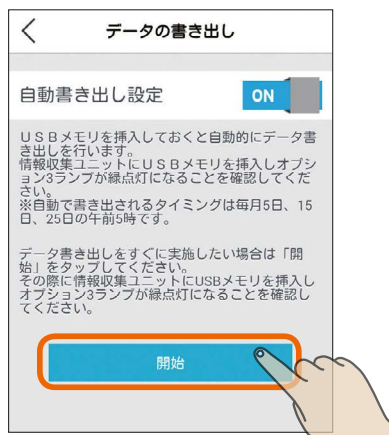 データの書き出し
自動書き出し設定 ON
USBメモリを挿入しておくと自動的にデータ書
き出しを行います。
情報収集ユニットにUSBメモリを挿入しオプシ
ョン3ランプが緑点灯になることを確認してくだ
さい。
※自動で書き出されるタイミングは毎月5日、15
日、25日の午前5時です。
データ書き出しをすぐに実施したい場合は「開
始」をタップしてください。
その際に情報収集ユニットにUSBメモリを挿入し
オプション3ランプが緑点灯になることを確認し
てください。
開始